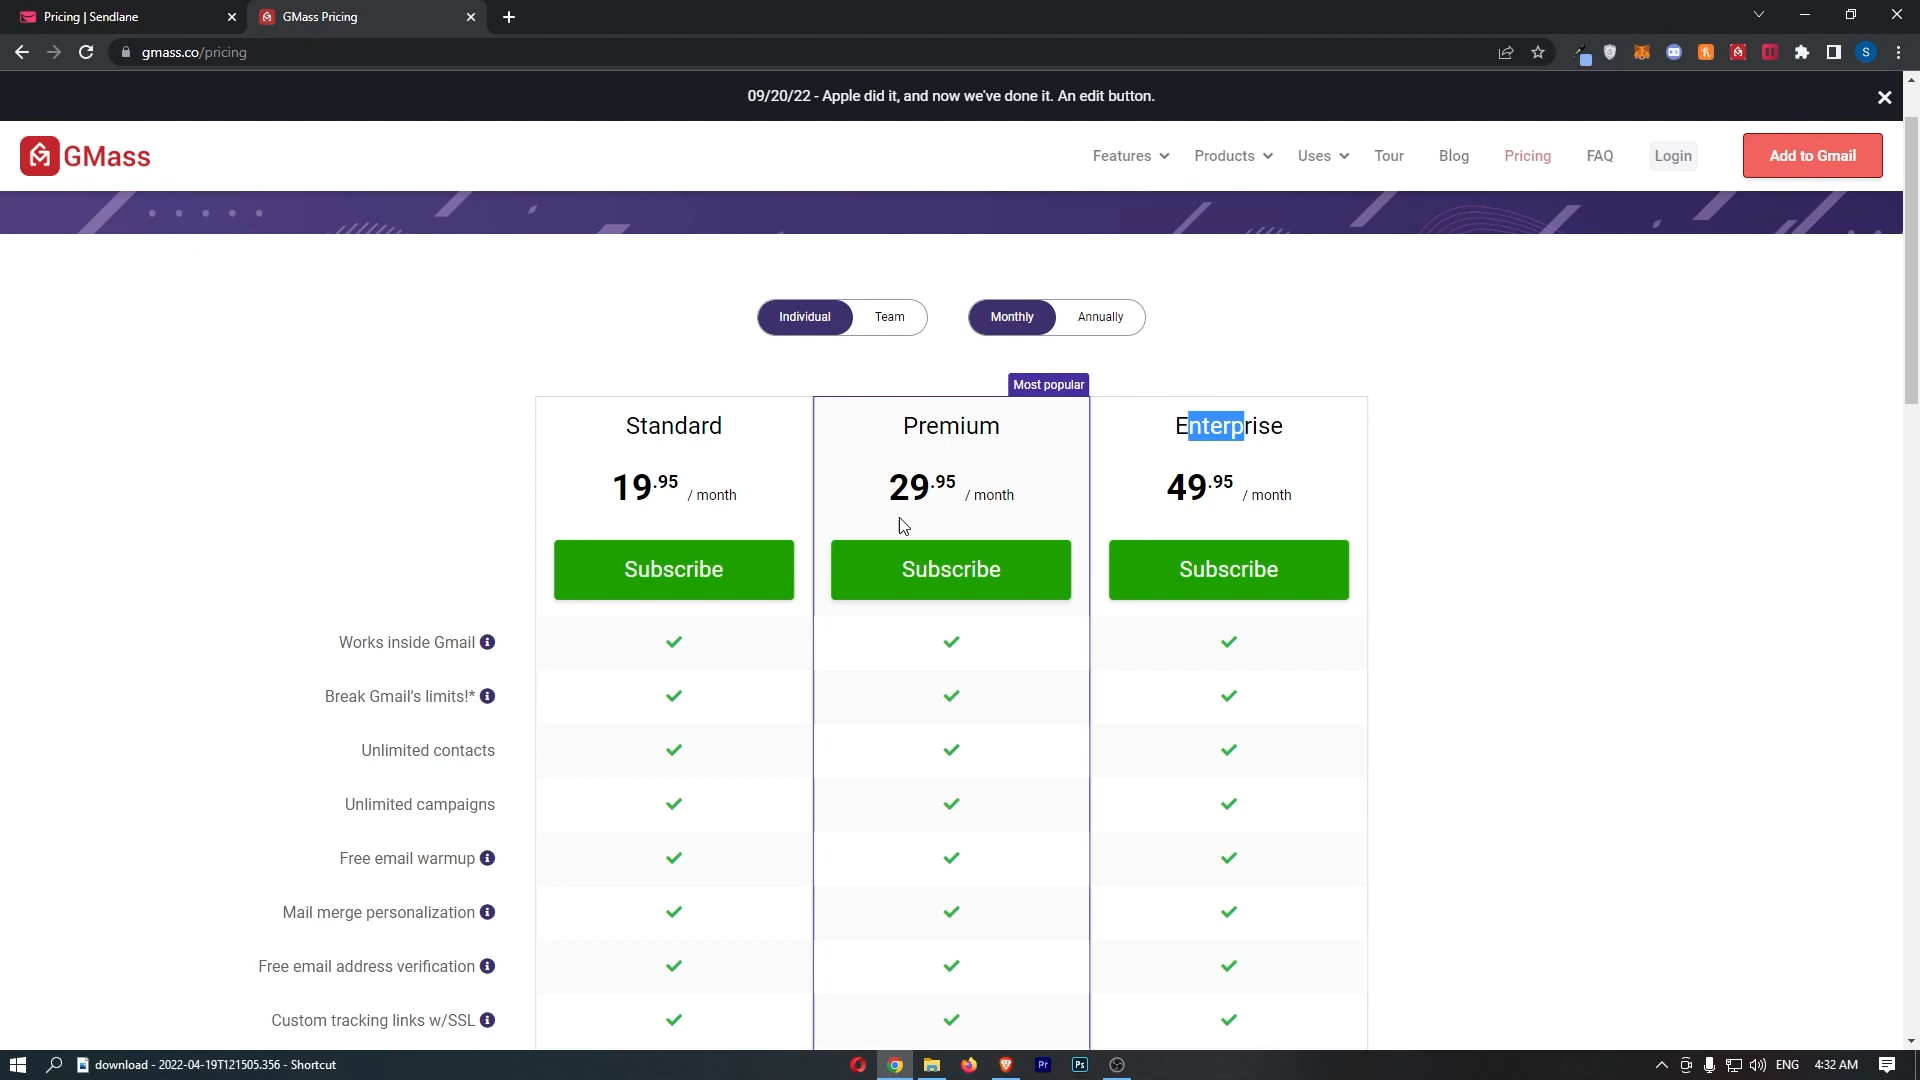 Pricing | Sendlane
GMass Pricing
gmass.co/pricing
S
09/20/22 - Apple did it, and now we've done it. An edit button.
GMass
Features
Products
Uses
Tour
Blog
Pricing
FAQ
Login
Add to Gmail
Individual
Team
Monthly
Annually
Most popular
Standard
Premium
Enterprise
19.95 / month
29.95 / month
49.95 / month
Subscribe
Subscribe
Subscribe
Works inside Gmail
Break Gmail's limits!*
Unlimited contacts
Unlimited campaigns
Free email warmup
Mail merge personalization
Free email address verification
Custom tracking links w/SSL
download - 2022-04-19T121505.356 - Shortcut
Pr
Ps
ENG
4:32 AM